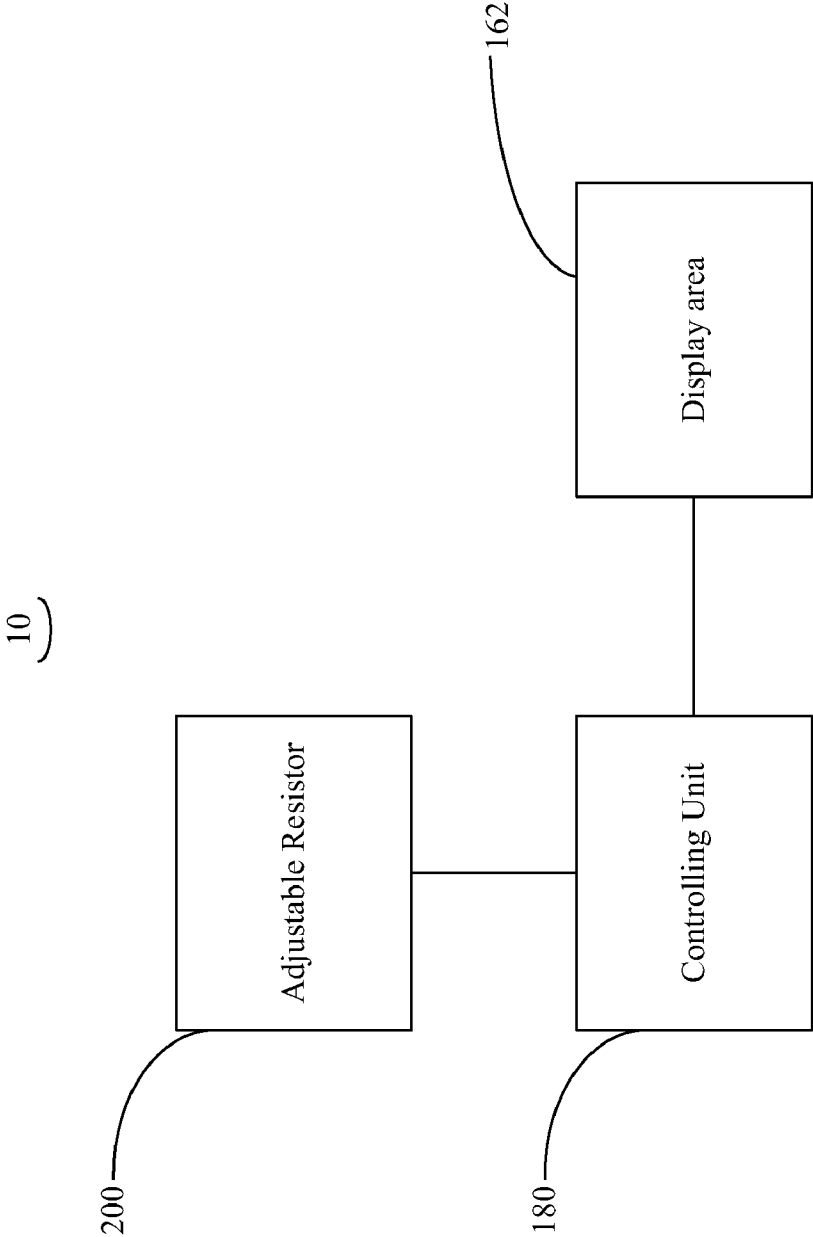 10
200
Adjustable Resistor
180
Controlling Unit
Display area
162